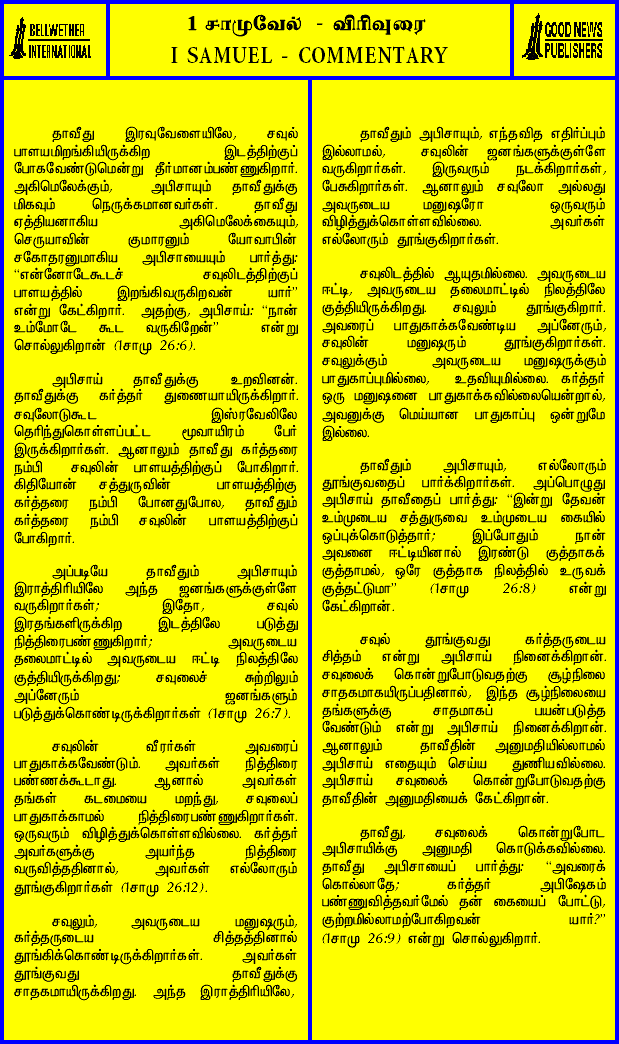 BELLWETHER
INTERNATIONAL
1 சாமுவேல் - விரிவுரை
I SAMUEL - COMMENTARY
GOOD NEWS
PUBLISHERS
தாவீது இரவுவேளையிலே, சவுல்
பாளயமிறங்கியிருக்கிற இடத்திற்குப்
போகவேண்டுமென்று தீர்மானம்பண்ணுகிறார்.
அகிமெலேக்கும், அபிசாயும் தாவீதுக்கு
மிகவும் நெருக்கமானவர்கள். தாவீது
ஏத்தியனாகிய அகிமெலேக்கையும்,
செருயாவின் குமாரனும் யோவாபின்
சகோதரனுமாகிய அபிசாயையும் பார்த்து:
“என்னோடேகூடச் சவுலிடத்திற்குப்
பாளயத்தில் இறங்கிவருகிறவன் யார்”
என்று கேட்கிறார். அதற்கு, அபிசாய்: “நான்
உம்மோடே கூட வருகிறேன்” என்று
சொல்லுகிறான் (1சாமு 26:6).
அபிசாய் தாவீதுக்கு உறவினன்.
தாவீதுக்கு கர்த்தர் துணையாயிருக்கிறார்.
சவுலோடுகூட இஸ்ரவேலிலே
தெரிந்துகொள்ளப்பட்ட மூவாயிரம் பேர்
இருக்கிறார்கள். ஆனாலும் தாவீது கர்த்தரை
நம்பி சவுலின் பாளயத்திற்குப் போகிறார்.
கிதியோன் சத்துருவின் பாளயத்திற்கு
கர்த்தரை நம்பி போனதுபோல, தாவீதும்
கர்த்தரை நம்பி சவுலின் பாளயத்திற்குப்
போகிறார்.
அப்படியே தாவீதும் அபிசாயும்
இராத்திரியிலே அந்த ஜனங்களுக்குள்ளே
வருகிறார்கள்; இதோ, சவுல்
இரதங்களிருக்கிற இடத்திலே படுத்து
நித்திரைபண்ணுகிறார்; அவருடைய
தலைமாட்டில் அவருடைய ஈட்டி நிலத்திலே
குத்தியிருக்கிறது; சவுலைச் சுற்றிலும்
அப்னேரும் ஜனங்களும்
படுத்துக்கொண்டிருக்கிறார்கள் (1சாமு 26:7).
சவுலின் வீரர்கள் அவரைப்
பாதுகாக்கவேண்டும். அவர்கள் நித்திரை
பண்ணக்கூடாது. ஆனால் அவர்கள்
தங்கள் கடமையை மறந்து, சவுலைப்
பாதுகாக்காமல் நித்திரைபண்ணுகிறார்கள்.
ஒருவரும் விழித்துக்கொள்ளவில்லை. கர்த்தர்
அவர்களுக்கு அயர்ந்த நித்திரை
வருவித்ததினால், அவர்கள் எல்லோரும்
தூங்குகிறார்கள் (1சாமு 26:12).
சவுலும், அவருடைய மனுஷரும்,
கர்த்தருடைய சித்தத்தினால்
தூங்கிக்கொண்டிருக்கிறார்கள். அவர்கள்
தூங்குவது தாவீதுக்கு
சாதகமாயிருக்கிறது. அந்த இராத்திரியிலே,
தாவீதும் அபிசாயும், எந்தவித எதிர்ப்பும்
இல்லாமல், சவுலின் ஜனங்களுக்குள்ளே
வருகிறார்கள். இருவரும் நடக்கிறார்கள்,
பேசுகிறார்கள். ஆனாலும் சவுலோ அல்லது
அவருடைய மனுஷரோ ஒருவரும்
விழித்துக்கொள்ளவில்லை. அவர்கள்
எல்லோரும் தூங்குகிறார்கள்.
சவுலிடத்தில் ஆயுதமில்லை. அவருடைய
ஈட்டி, அவருடைய தலைமாட்டில் நிலத்திலே
குத்தியிருக்கிறது. சவுலும் தூங்குகிறார்.
அவரைப் பாதுகாக்கவேண்டிய அப்னேரும்,
சவுலின் மனுஷரும் தூங்குகிறார்கள்.
சவுலுக்கும் அவருடைய மனுஷருக்கும்
பாதுகாப்புமில்லை, உதவியுமில்லை. கர்த்தர்
ஒரு மனுஷனை பாதுகாக்கவில்லையென்றால்,
அவனுக்கு மெய்யான பாதுகாப்பு ஒன்றுமே
இல்லை.
தாவீதும் அபிசாயும், எல்லோரும்
தூங்குவதைப் பார்க்கிறார்கள். அப்பொழுது
அபிசாய் தாவீதைப் பார்த்து: “இன்று தேவன்
உம்முடைய சத்துருவை உம்முடைய கையில்
ஒப்புக்கொடுத்தார்; இப்போதும் நான்
அவனை ஈட்டியினால் இரண்டு குத்தாகக்
குத்தாமல், ஒரே குத்தாக நிலத்தில் உருவக்
குத்தட்டுமா” (1சாமு 26:8) என்று
கேட்கிறான்.
சவுல் தூங்குவது கர்த்தருடைய
சித்தம் என்று அபிசாய் நினைக்கிறான்.
சவுலைக் கொன்றுபோடுவதற்கு சூழ்நிலை
சாதகமாகயிருப்பதினால், இந்த சூழ்நிலையை
தங்களுக்கு சாதமாகப் பயன்படுத்த
வேண்டும் என்று அபிசாய் நினைக்கிறான்.
ஆனாலும் தாவீதின் அனுமதியில்லாமல்
அபிசாய் எதையும் செய்ய துணியவில்லை.
அபிசாய் சவுலைக் கொன்றுபோடுவதற்கு
தாவீதின் அனுமதியைக் கேட்கிறான்.
தாவீது, சவுலைக் கொன்றுபோட
அபிசாயிக்கு அனுமதி கொடுக்கவில்லை.
தாவீது அபிசாயைப் பார்த்து: “அவரைக்
கொல்லாதே; கர்த்தர் அபிஷேகம்
பண்ணுவித்தவர்மேல் தன் கையைப் போட்டு,
குற்றமில்லாமற்போகிறவன் யார்?”
(1சாமு 26:9) என்று சொல்லுகிறார்.